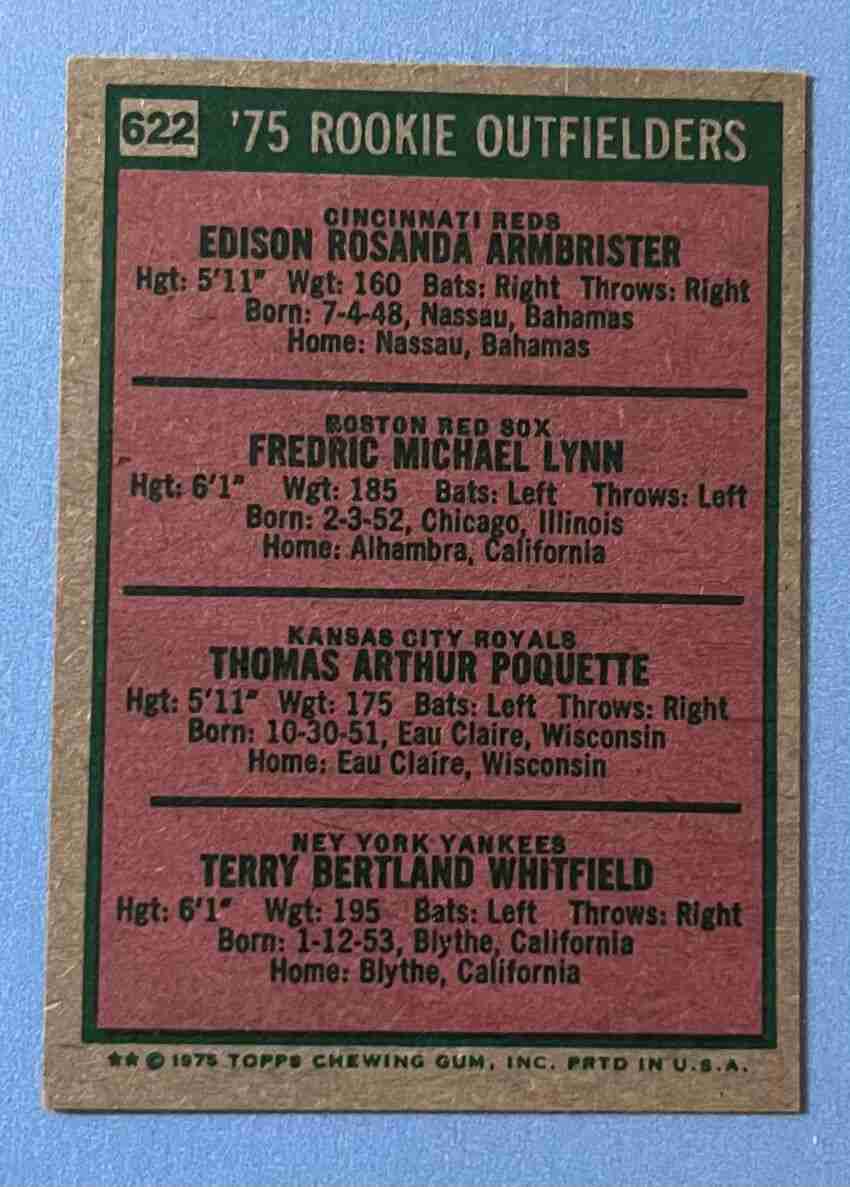 622 '75 ROOKIE OUTFIELDERS
CINCINNATI REDS
EDISON ROSANDA ARMBRISTER
Hgt: 5'11" Wgt: 160 Bats: Right Throws: Right
Born: 7-4-48, Nassau, Bahamas
Home: Nassau, Bahamas
BOSTON RED SOX
FREDRIC MICHAEL LYNN
Hgt: 6'1" Wgt: 185 Bats: Left Throws: Left
Born: 2-3-52, Chicago, Illinois
Home: Alhambra, California
KANSAS CITY ROYALS
THOMAS ARTHUR POQUETTE
Hgt: 5'11" Wgt: 175 Bats: Left Throws: Right
Born: 10-30-51, Eau Claire, Wisconsin
Home: Eau Claire, Wisconsin
NEY YORK YANKEES
TERRY BERTLAND WHITFIELD
Hgt: 6'1" Wgt: 195 Bats: Left Throws: Right
Born: 1-12-53, Blythe, California
Home: Blythe, California
★★ © 1975 TOPPS CHEWING GUM, INC. PRTD IN U.S.A.